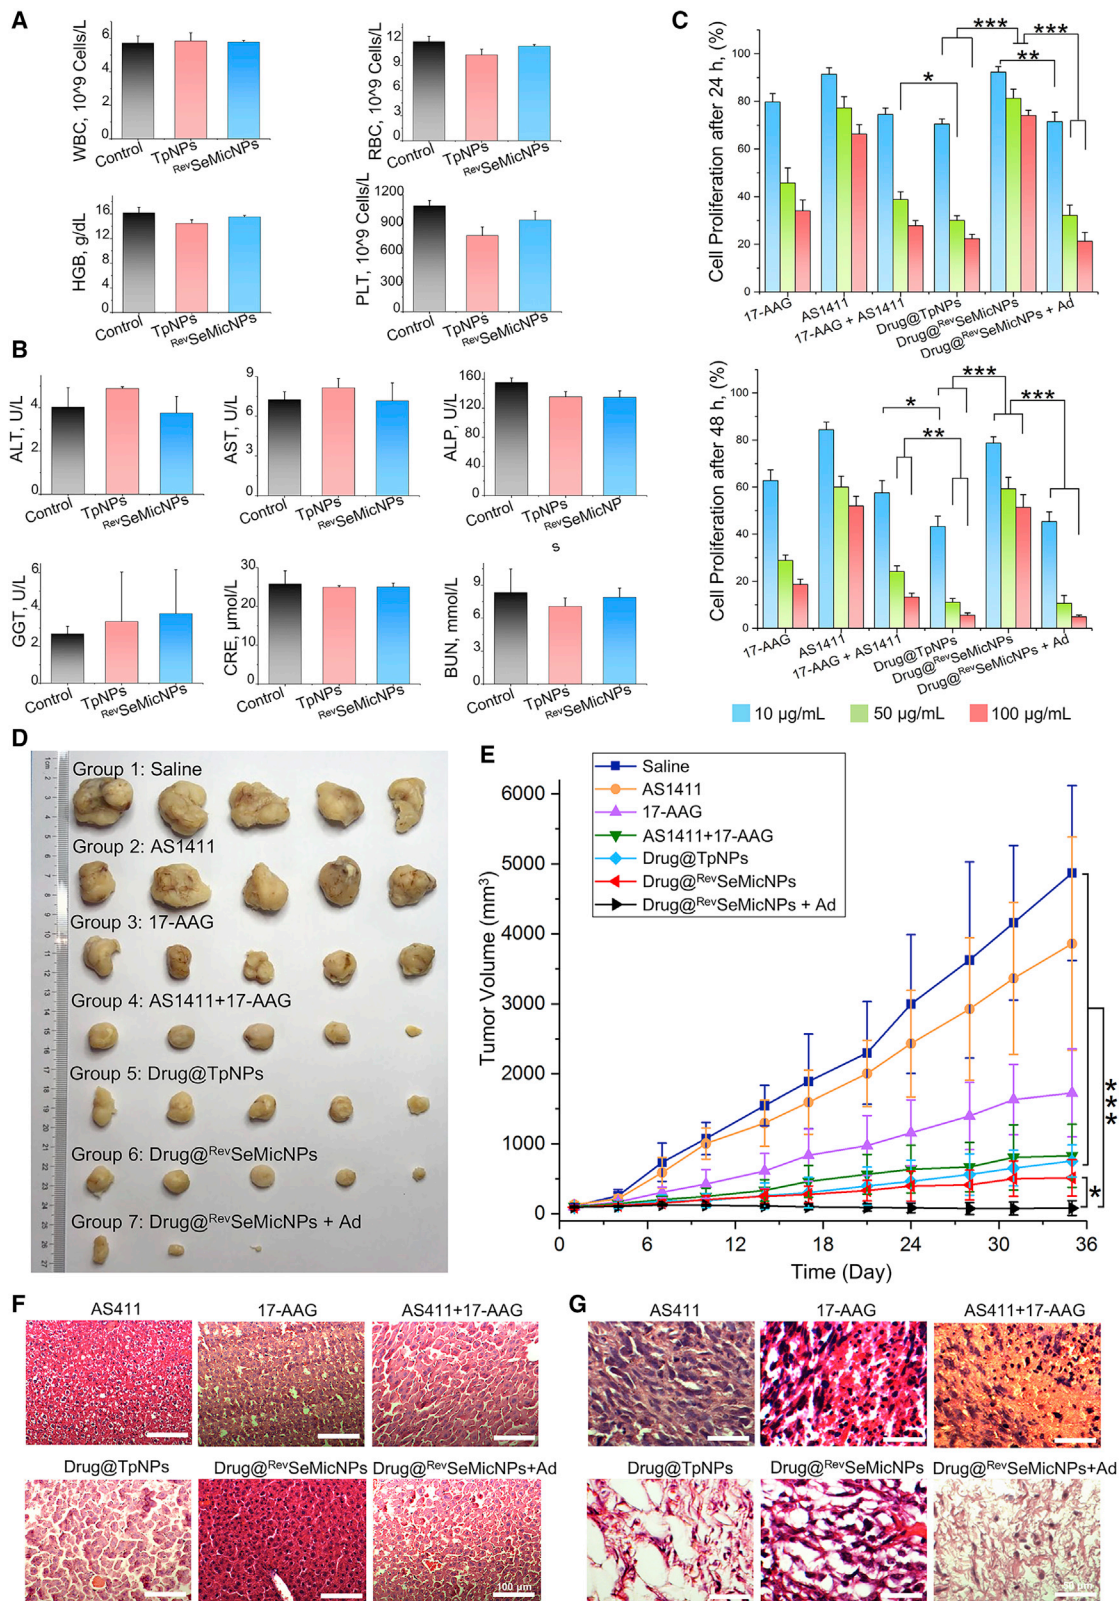 A
WBC, 10^9 Cells/L
6
4
2
0
Control
TpNPs
RevSeMicNPs
RBC, 10^9 Cells/L
12
9
6
3
0
Control
TpNPs
RevSeMicNPs
HGB, g/dL
16
12
8
4
0
Control
TpNPs
RevSeMicNPs
PLT, 10^9 Cells/L
1200
900
600
300
0
Control
TpNPs
RevSeMicNPs
B
ALT, U/L
4
2
0
Control
TpNPs
RevSeMicNPs
AST, U/L
9
6
3
0
Control
TpNPs
RevSeMicNPs
ALP, U/L
160
120
80
40
0
Control
TpNPs
RevSeMicNP
s
GGT, U/L
6
4
2
0
Control
TpNPs
RevSeMicNPs
CRE, µmol/L
30
20
10
0
Control
TpNPs
RevSeMicNPs
BUN, mmol/L
8
6
4
2
0
Control
TpNPs
RevSeMicNPs
C
Cell Proliferation after 24 h, (%)
100
80
60
40
20
0
*
***
**
***
17-AAG
AS1411
17-AAG + AS1411
Drug@TpNPs
Drug@RevSeMicNPs
Drug@RevSeMicNPs + Ad
Cell Proliferation after 48 h, (%)
100
80
60
40
20
0
*
**
***
***
17-AAG
AS1411
17-AAG + AS1411
Drug@TpNPs
Drug@RevSeMicNPs
Drug@RevSeMicNPs + Ad
10 µg/mL 50 µg/mL 100 µg/mL
D
Group 1: Saline
Group 2: AS1411
Group 3: 17-AAG
Group 4: AS1411+17-AAG
Group 5: Drug@TpNPs
Group 6: Drug@RevSeMicNPs
Group 7: Drug@RevSeMicNPs + Ad
E
Saline
AS1411
17-AAG
AS1411+17-AAG
Drug@TpNPs
Drug@RevSeMicNPs
Drug@RevSeMicNPs + Ad
Tumor Volume (mm3)
6000
5000
4000
3000
2000
1000
0
0 6 12 18 24 30 36
Time (Day)
***
*
F
AS411 17-AAG AS411+17-AAG
Drug@TpNPs Drug@RevSeMicNPs Drug@RevSeMicNPs+Ad
100 µm
G
AS411 17-AAG AS411+17-AAG
Drug@TpNPs Drug@RevSeMicNPs Drug@RevSeMicNPs+Ad